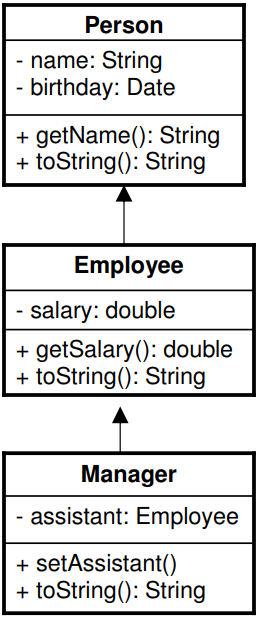 Person
- name: String
- birthday: Date
+ getName(): String
+ toString(): String
Employee
- salary: double
+ getSalary(): double
+ toString(): String
Manager
- assistant: Employee
+ setAssistant()
+ toString(): String